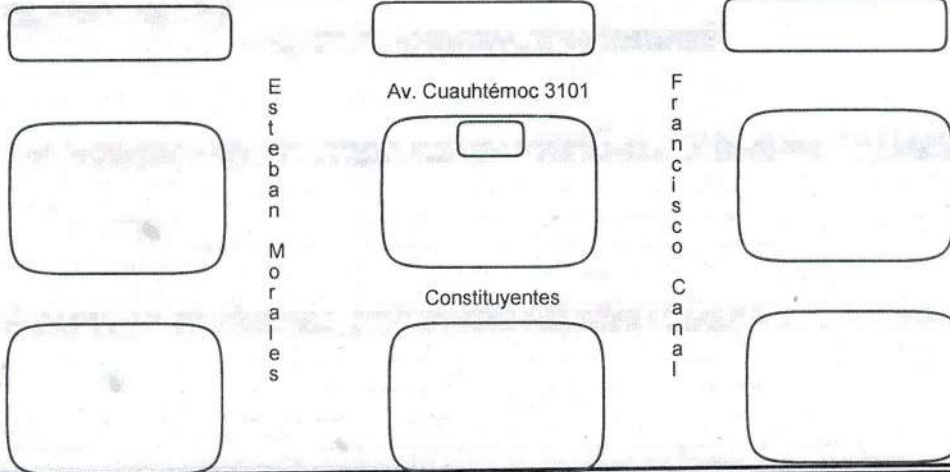 Av. Cuauhtémoc 3101
Esteban Morales
Francisco Canal
Constituyentes